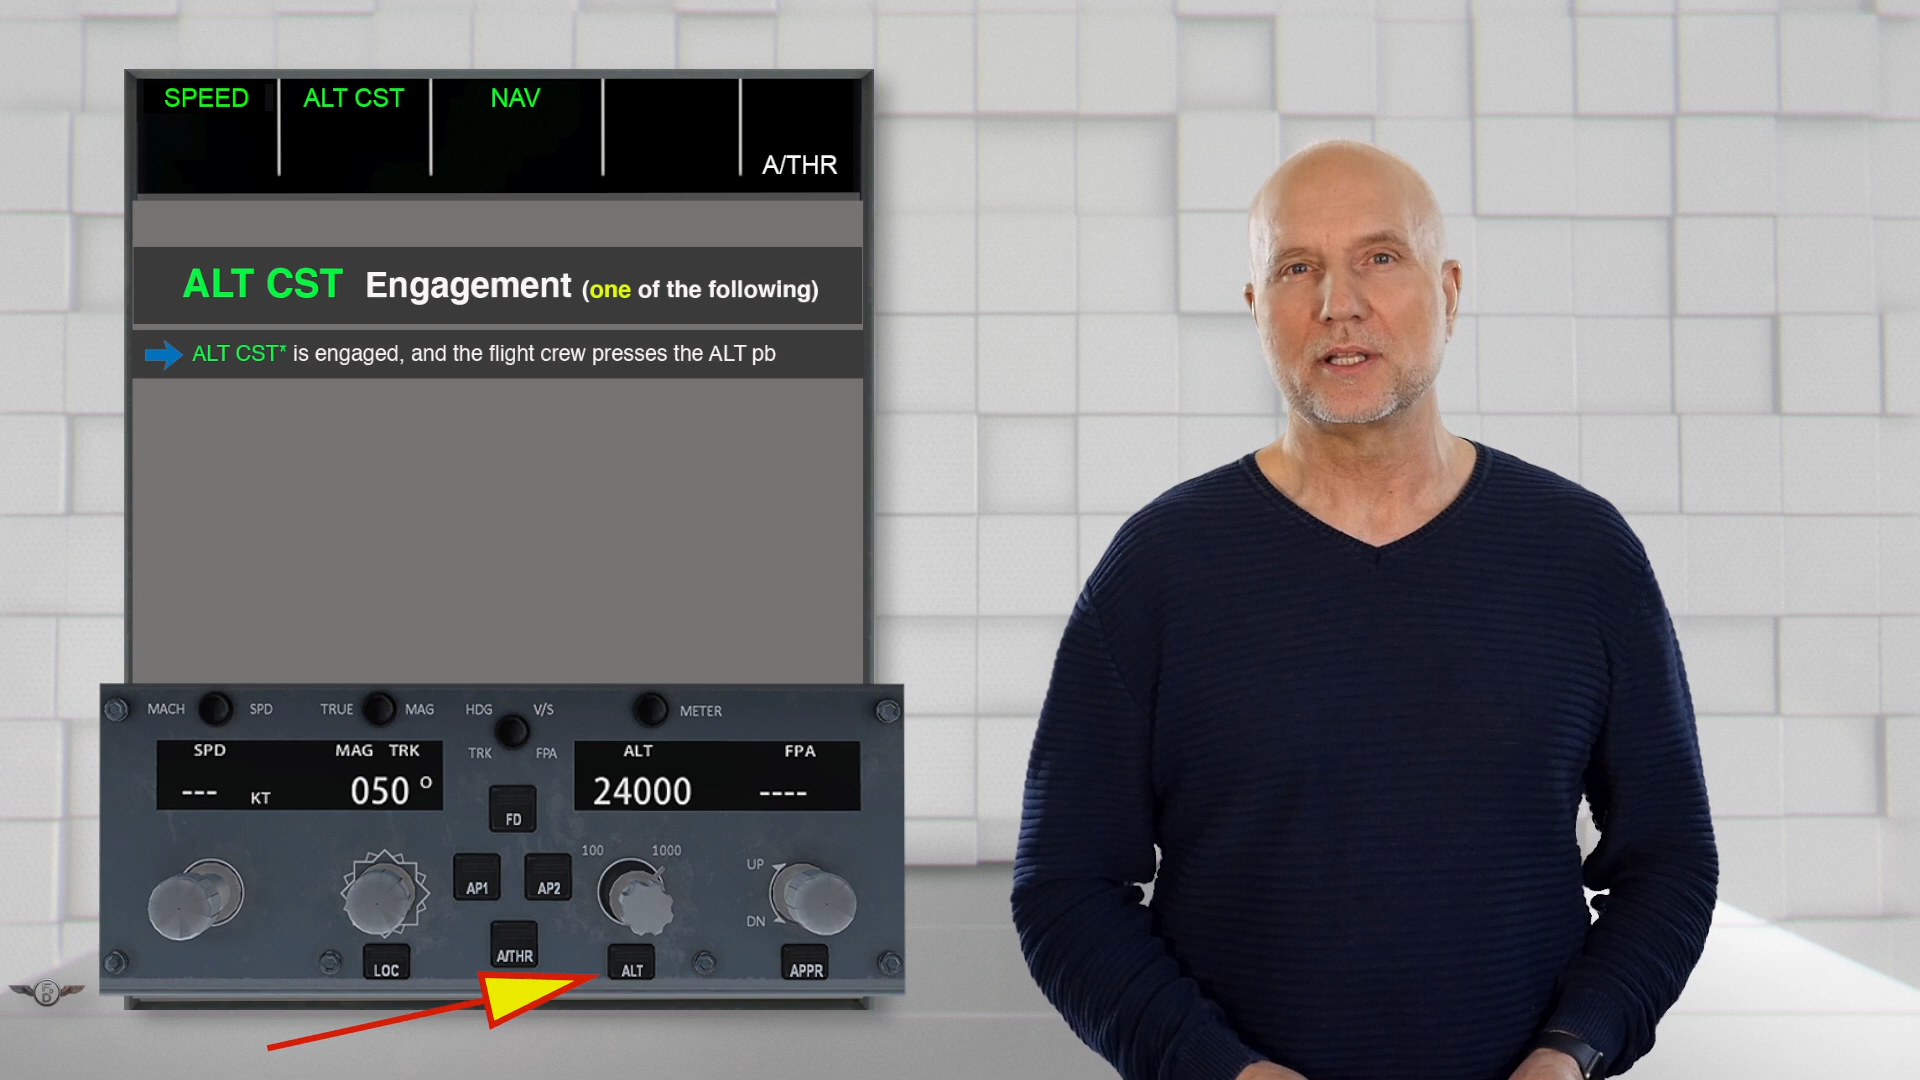 SPEED ALT CST NAV
A/THR
ALT CST Engagement (one of the following)
ALT CST* is engaged, and the flight crew presses the ALT pb
MACH SPD TRUE MAG HDG V/S METER
TRK FPA
SPD MAG TRK ALT FPA
--- KT 050° 24000 ----
FD
100 1000
AP1 AP2 UP
DN
A/THR
LOC ALT APPR